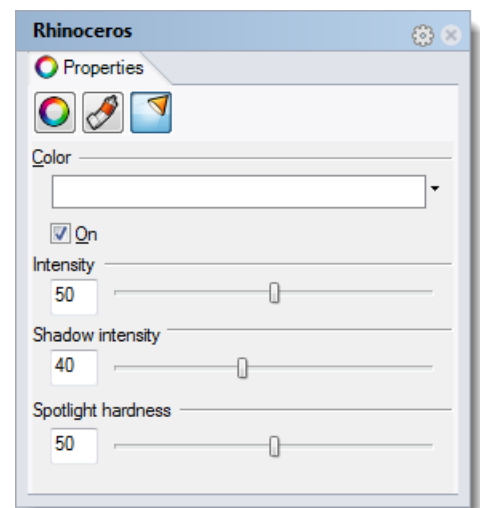 Rhinoceros
Properties
Color
On
Intensity
50
Shadow intensity
40
Spotlight hardness
50